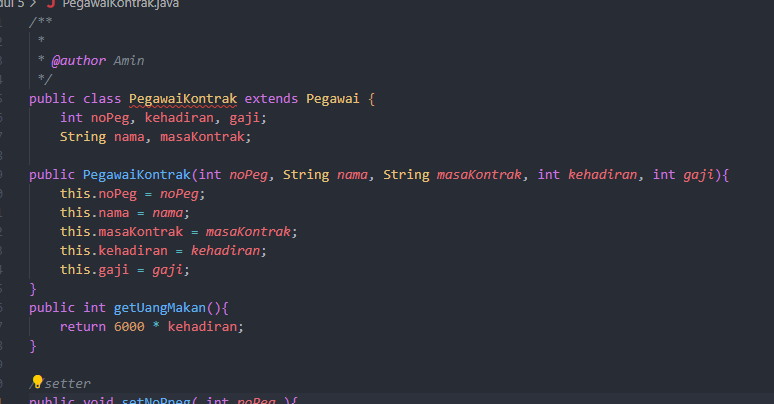 dul 5 > J PegawaiKontrak.java
/**
*
* @author Amin
*/
public class PegawaiKontrak extends Pegawai {
int noPeg, kehadiran, gaji;
String nama, masaKontrak;
public PegawaiKontrak(int noPeg, String nama, String masaKontrak, int kehadiran, int gaji){
this.noPeg = noPeg;
this.nama = nama;
this.masaKontrak = masaKontrak;
this.kehadiran = kehadiran;
this.gaji = gaji;
}
public int getUangMakan(){
return 6000 * kehadiran;
}
/ setter
public void setNoPneg( int noPeg ){